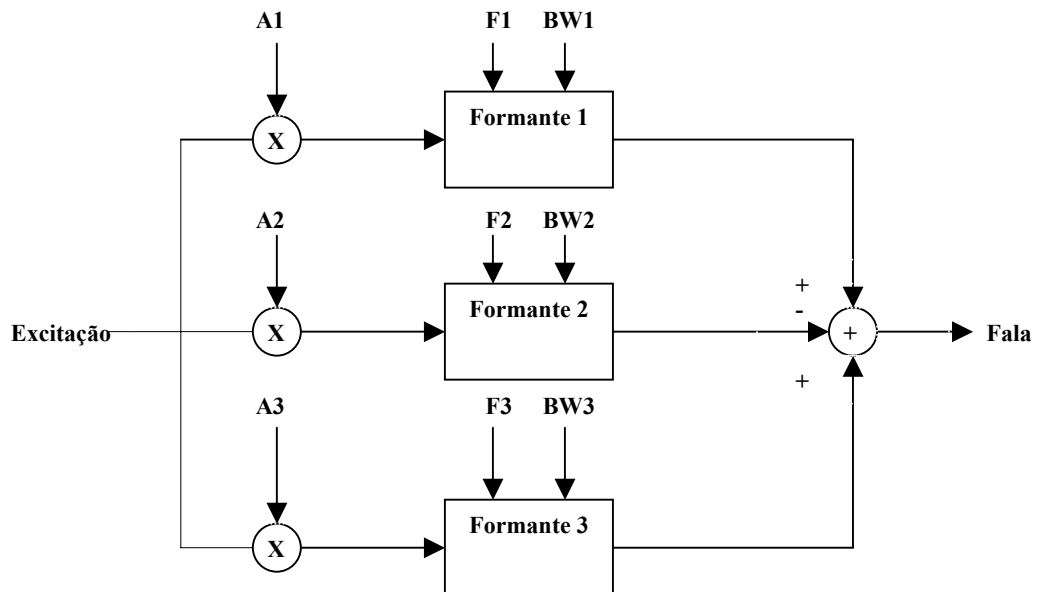 A1 F1 BW1
Formante 1
X
A2 F2 BW2
+
Formante 2
-
Excitação X + Fala
+
A3 F3 BW3
Formante 3
X